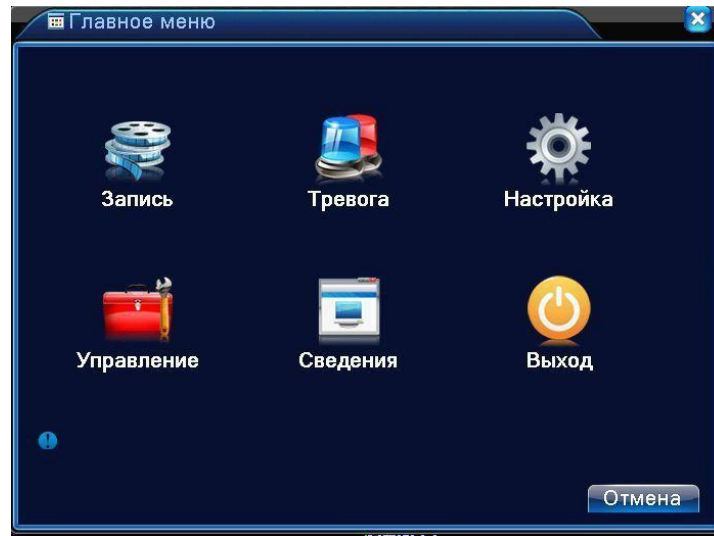 Главное меню
Запись
Тревога
Настройка
Управление
Сведения
Выход
Отмена